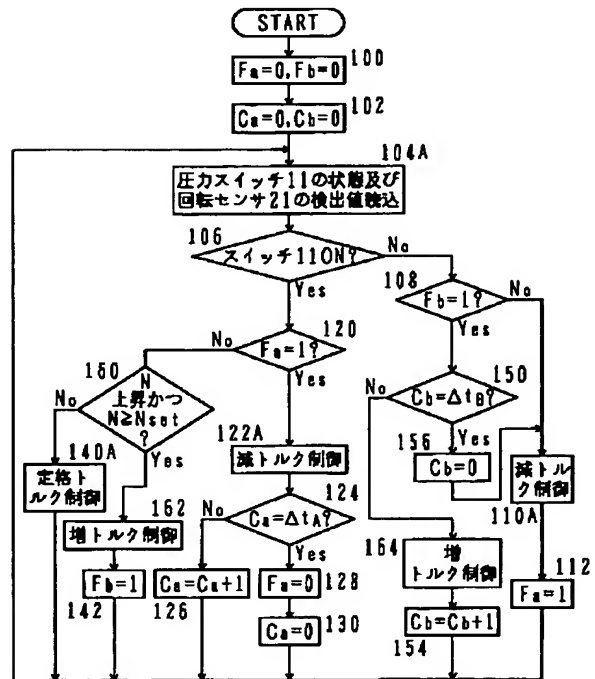 START
Fa=0,Fb=0
100
Ca=0,Cb=0
102
104A
圧力スイッチ11の状態及び
回転センサ21の検出値読込
106
スイッチ11ON?
No
Yes
108
Fb=1?
No
Yes
120
Fa=1?
No
Yes
160
N
上昇かつ
N≧Nset
?
No
Yes
150
Cb=ΔtB?
No
Yes
156
Cb=0
122A
減トルク制御
140A
定格ト
ルク制御
162
増トルク制御
124
Ca=ΔtA?
No
Yes
減トル
ク制御
110A
164
増
トルク制御
Fb=1
142
Ca=Ca+1
126
Fa=0
128
Ca=0
130
Cb=Cb+1
154
112
Fa=1